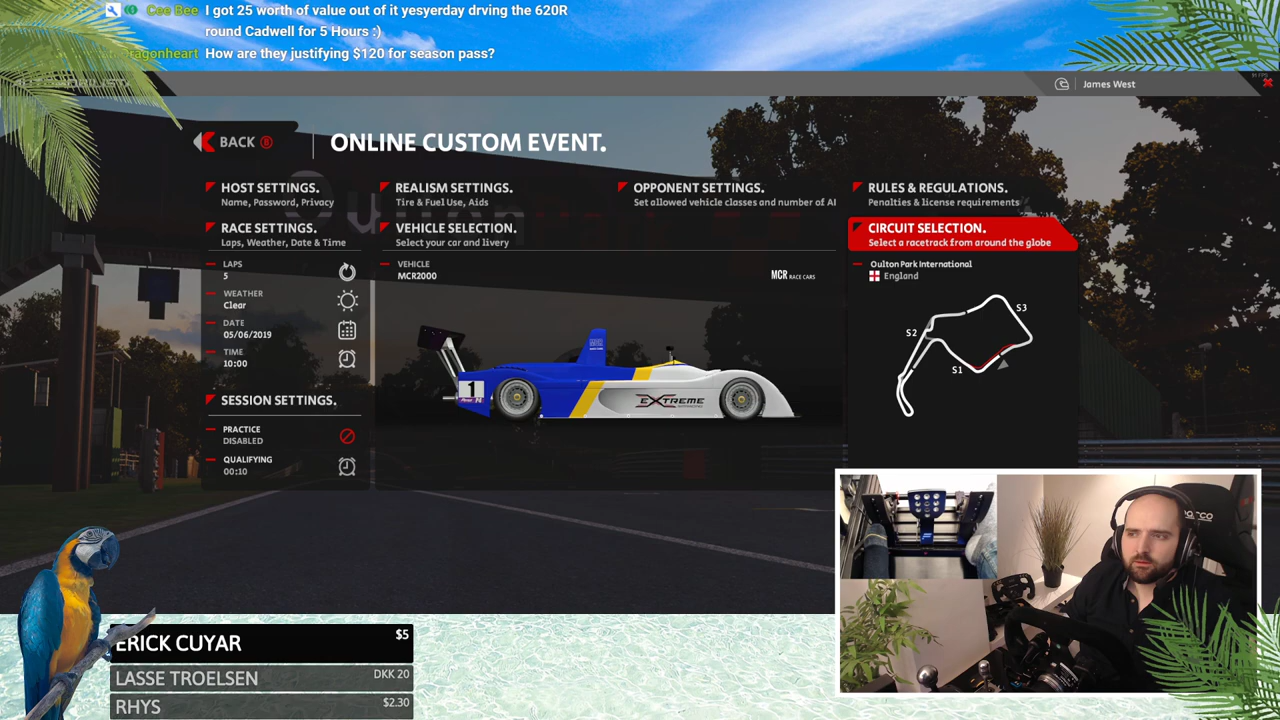 Cee Bee I got 25 worth of value out of it yesyerday drving the 620R
round Cadwell for 5 Hours :)
ragonheart How are they justifying $120 for season pass?
James West
BACK B
ONLINE CUSTOM EVENT.
HOST SETTINGS.
Name, Password, Privacy
REALISM SETTINGS.
Tire & Fuel Use, Aids
OPPONENT SETTINGS.
Set allowed vehicle classes and number of AI
RULES & REGULATIONS.
Penalties & license requirements
RACE SETTINGS.
Laps, Weather, Date & Time
VEHICLE SELECTION.
Select your car and livery
CIRCUIT SELECTION.
Select a racetrack from around the globe
LAPS
5
WEATHER
Clear
DATE
05/06/2019
TIME
10:00
VEHICLE
MCR2000
MCR RACE CARS
Oulton Park International
England
S3
S2
S1
1
EXTREME
SESSION SETTINGS.
PRACTICE
DISABLED
QUALIFYING
00:10
ERICK CUYAR $5
LASSE TROELSEN DKK 20
RHYS $2.30